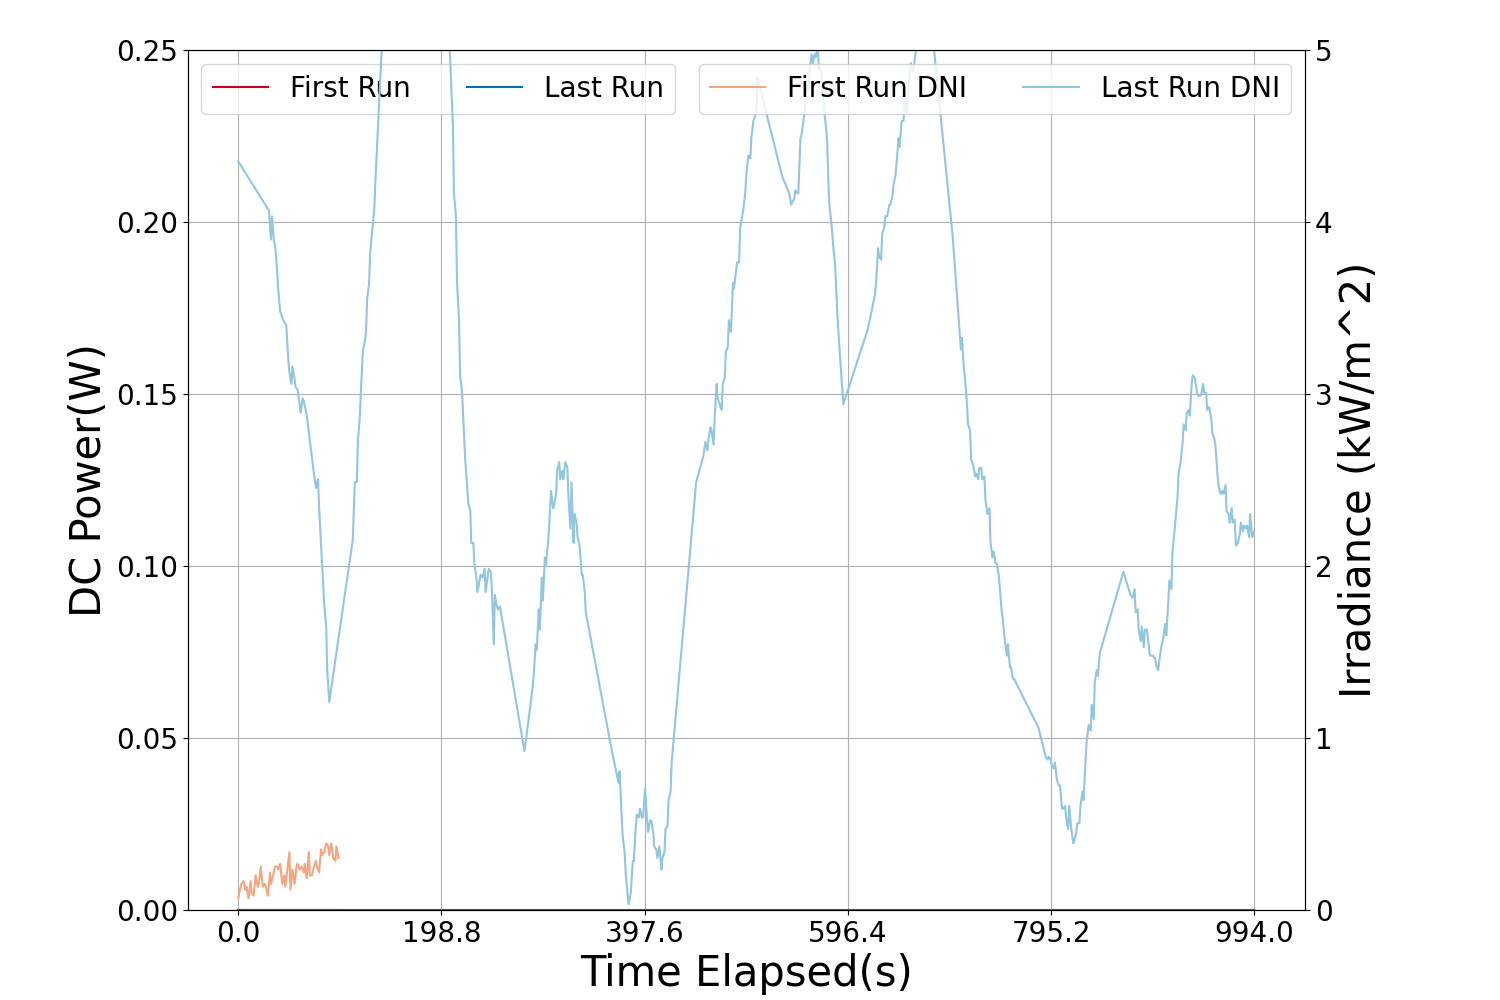 First Run Last Run First Run DNI Last Run DNI
DC Power(W)
0.25
0.20
0.15
0.10
0.05
0.00
5
4
3
2
1
0
Irradiance (kW/m^2)
0.0 198.8 397.6 596.4 795.2 994.0
Time Elapsed(s)